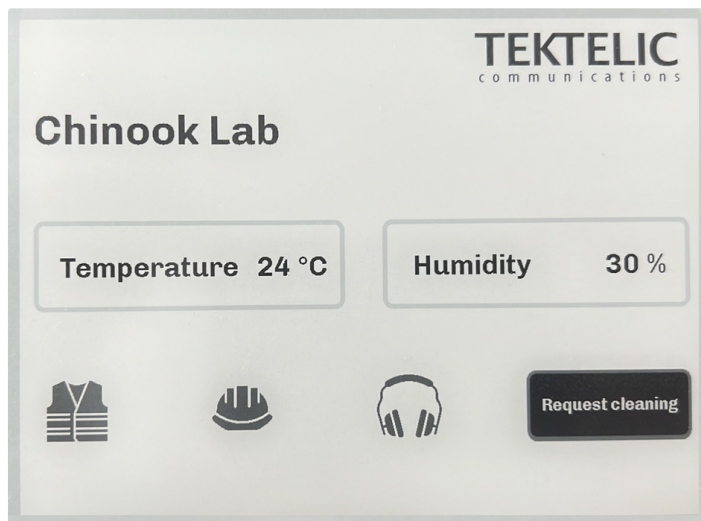 TEKTELIC
communications
Chinook Lab
Temperature 24 °C
Humidity 30 %
Request cleaning